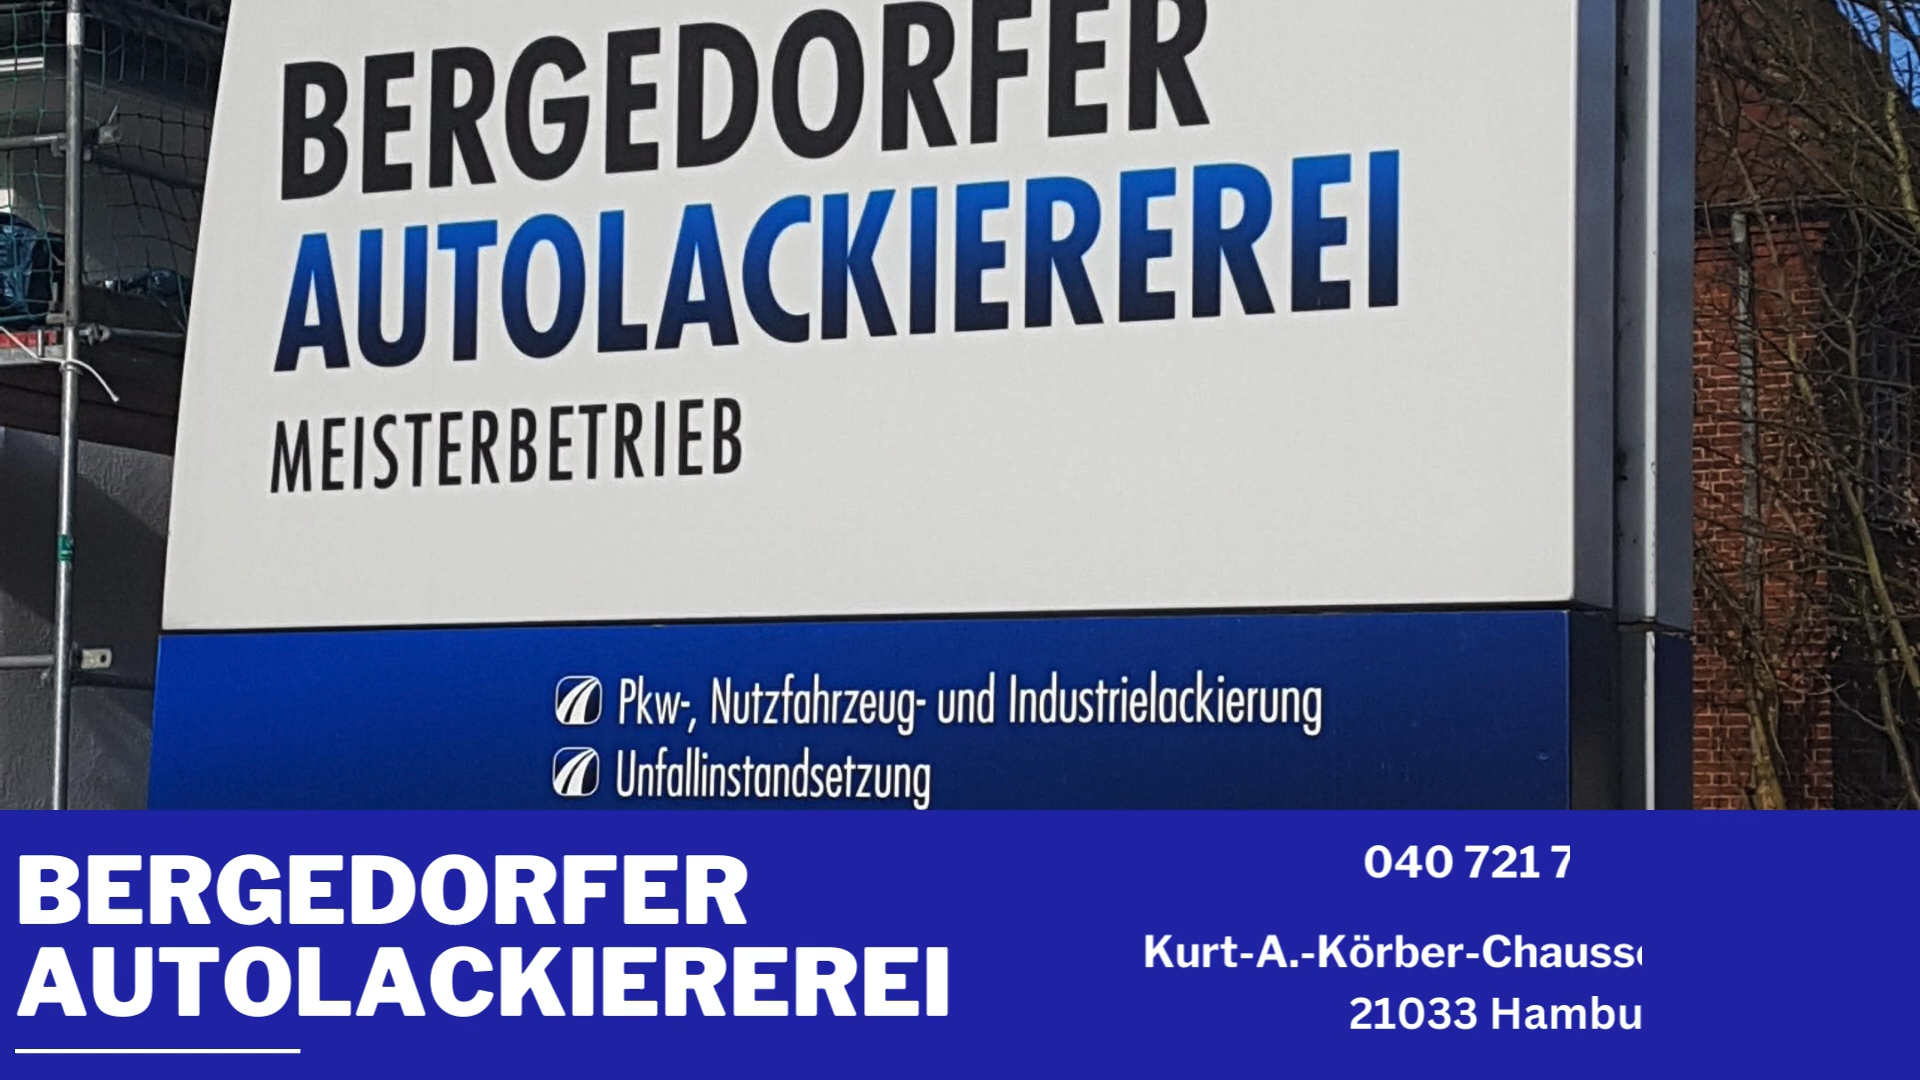 BERGEDORFER
AUTOLACKIEREREI
MEISTERBETRIEB
Pkw-, Nutzfahrzeug- und Industrielackierung
Unfallinstandsetzung
BERGEDORFER
AUTOLACKIEREREI
040 721 7
Kurt-A.-Körber-Chauss
21033 Hambu